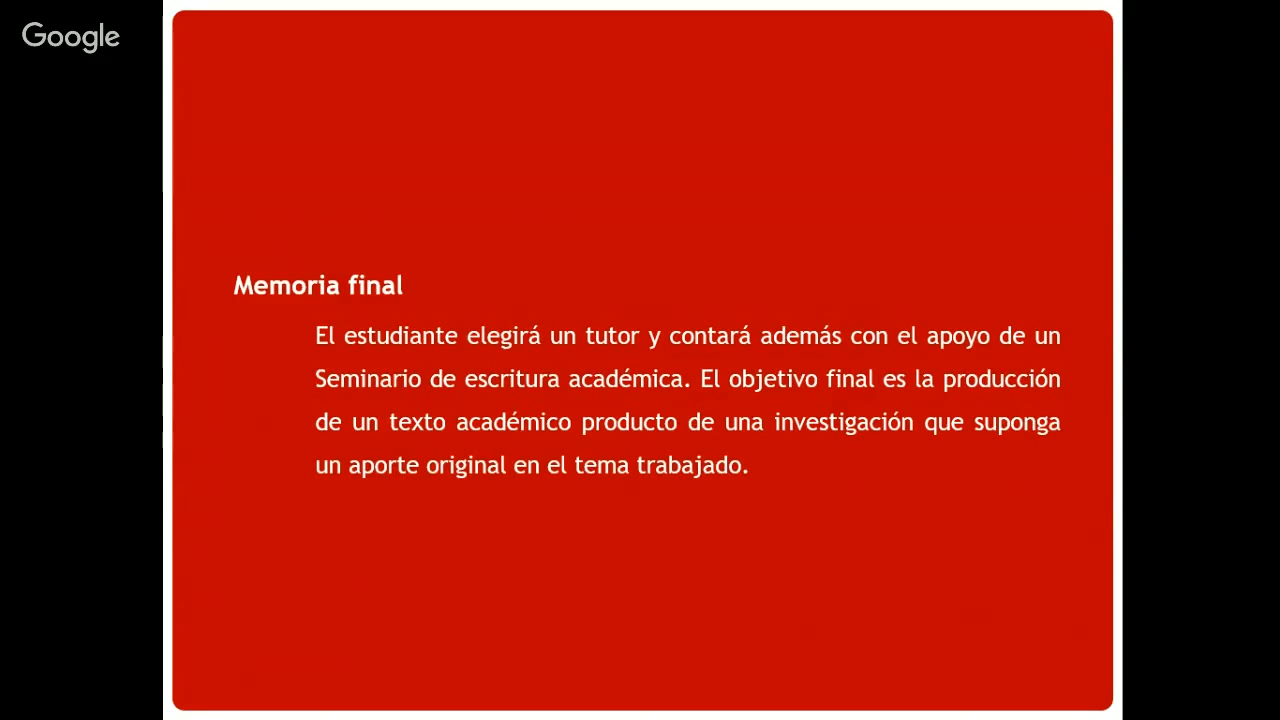 Google
Memoria final
El estudiante elegirá un tutor y contará además con el apoyo de un
Seminario de escritura académica. El objetivo final es la producción
de un texto académico producto de una investigación que suponga
un aporte original en el tema trabajado.